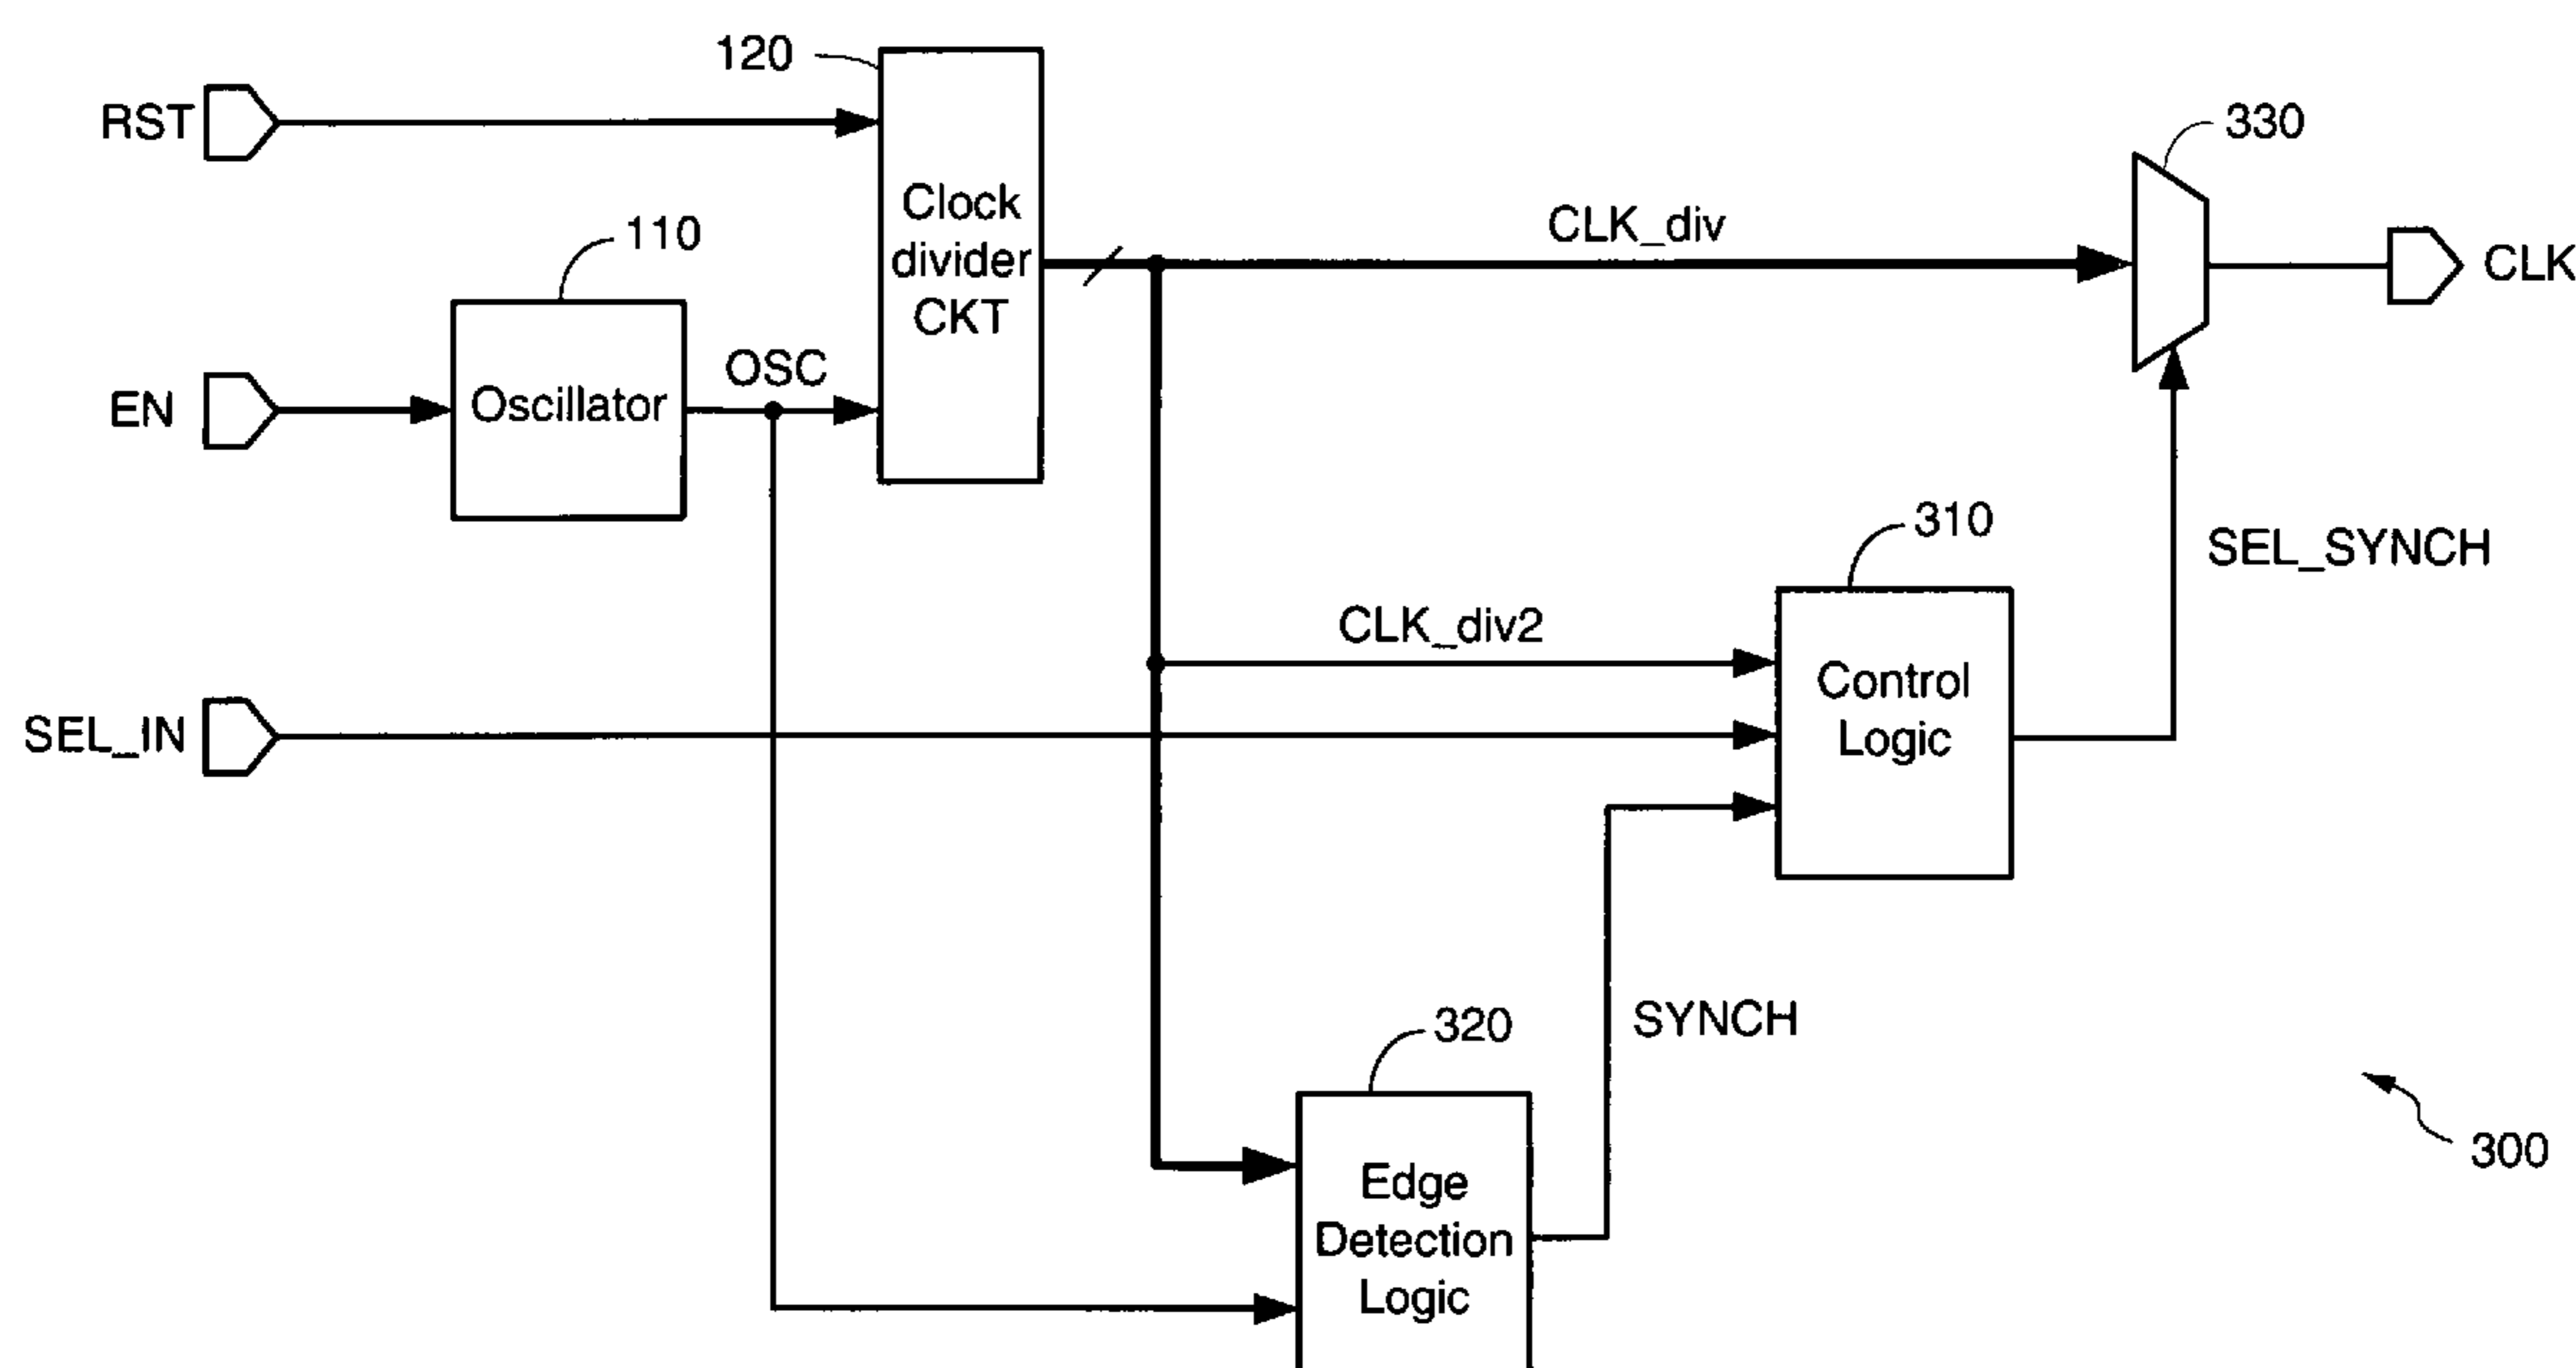 120
RST
330
Clock
divider
CKT
CLK_div
CLK
110
OSC
EN
Oscillator
310
SEL_SYNCH
CLK_div2
Control
Logic
SEL_IN
320
SYNCH
Edge
Detection
Logic
300